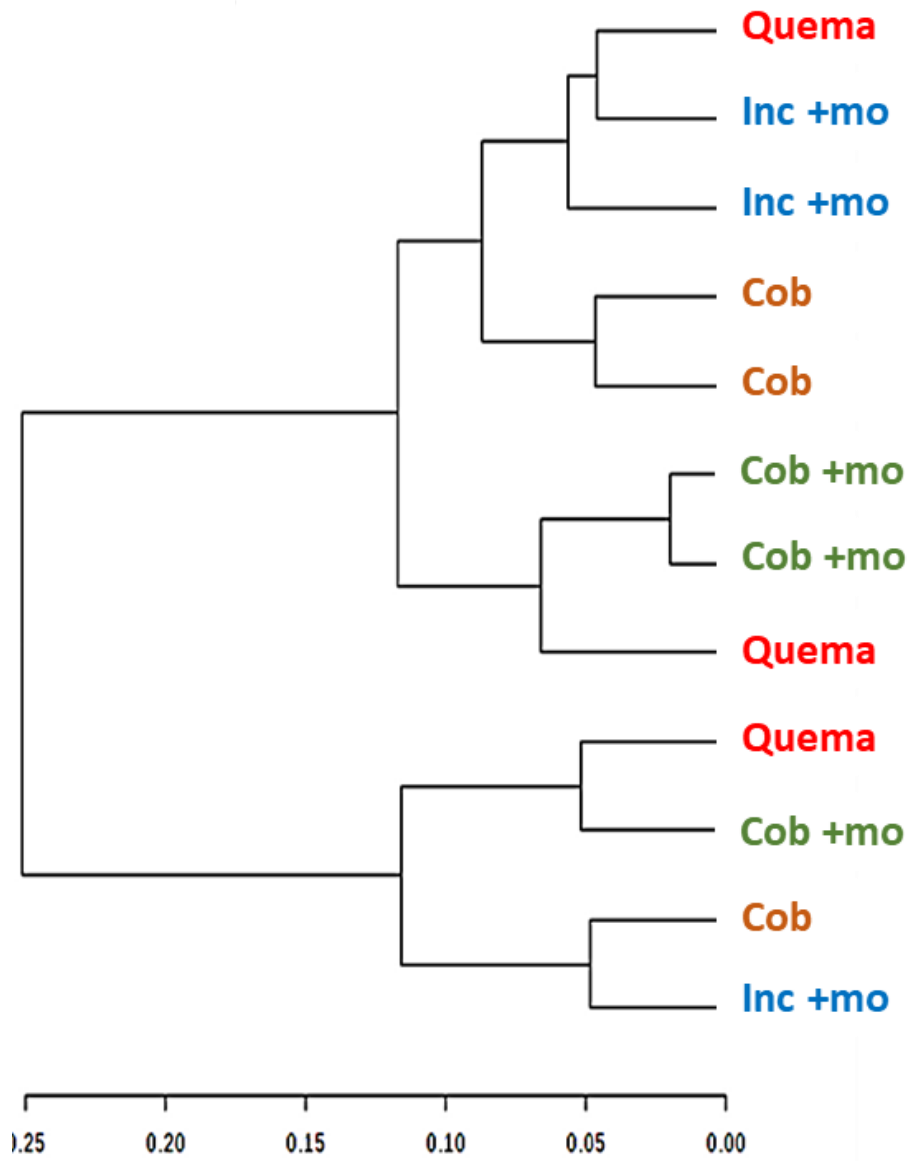 Quema
Inc +mo
Inc +mo
Cob
Cob
Cob +mo
Cob +mo
Quema
Quema
Cob +mo
Cob
Inc +mo
).25 0.20 0.15 0.10 0.05 0.00